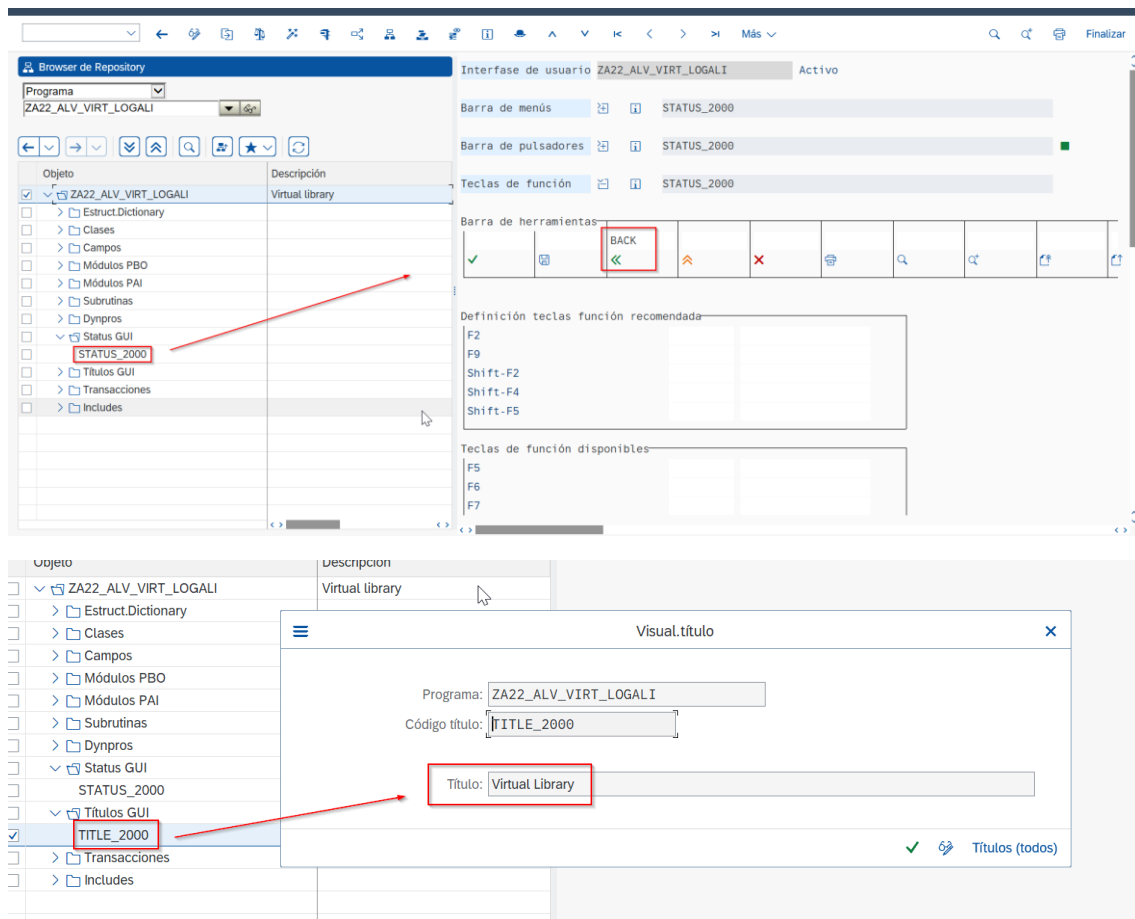 Más
Finalizar
Browser de Repository
Programa
ZA22_ALV_VIRT_LOGALI
Objeto Descripción
ZA22_ALV_VIRT_LOGALI Virtual library
Estruct.Dictionary
Clases
Campos
Módulos PBO
Módulos PAI
Subrutinas
Dynpros
Status GUI
STATUS_2000
Títulos GUI
Transacciones
Includes
Interfase de usuario ZA22_ALV_VIRT_LOGALI Activo
Barra de menús STATUS_2000
Barra de pulsadores STATUS_2000
Teclas de función STATUS_2000
Barra de herramientas
BACK
Definición teclas función recomendada
F2
F9
Shift-F2
Shift-F4
Shift-F5
Teclas de función disponibles
F5
F6
F7
Objeto Descripción
ZA22_ALV_VIRT_LOGALI Virtual library
Estruct.Dictionary
Clases
Campos
Módulos PBO
Módulos PAI
Subrutinas
Dynpros
Status GUI
STATUS_2000
Títulos GUI
TITLE_2000
Transacciones
Includes
Visual.título
Programa: ZA22_ALV_VIRT_LOGALI
Código título: TITLE_2000
Título: Virtual Library
Títulos (todos)